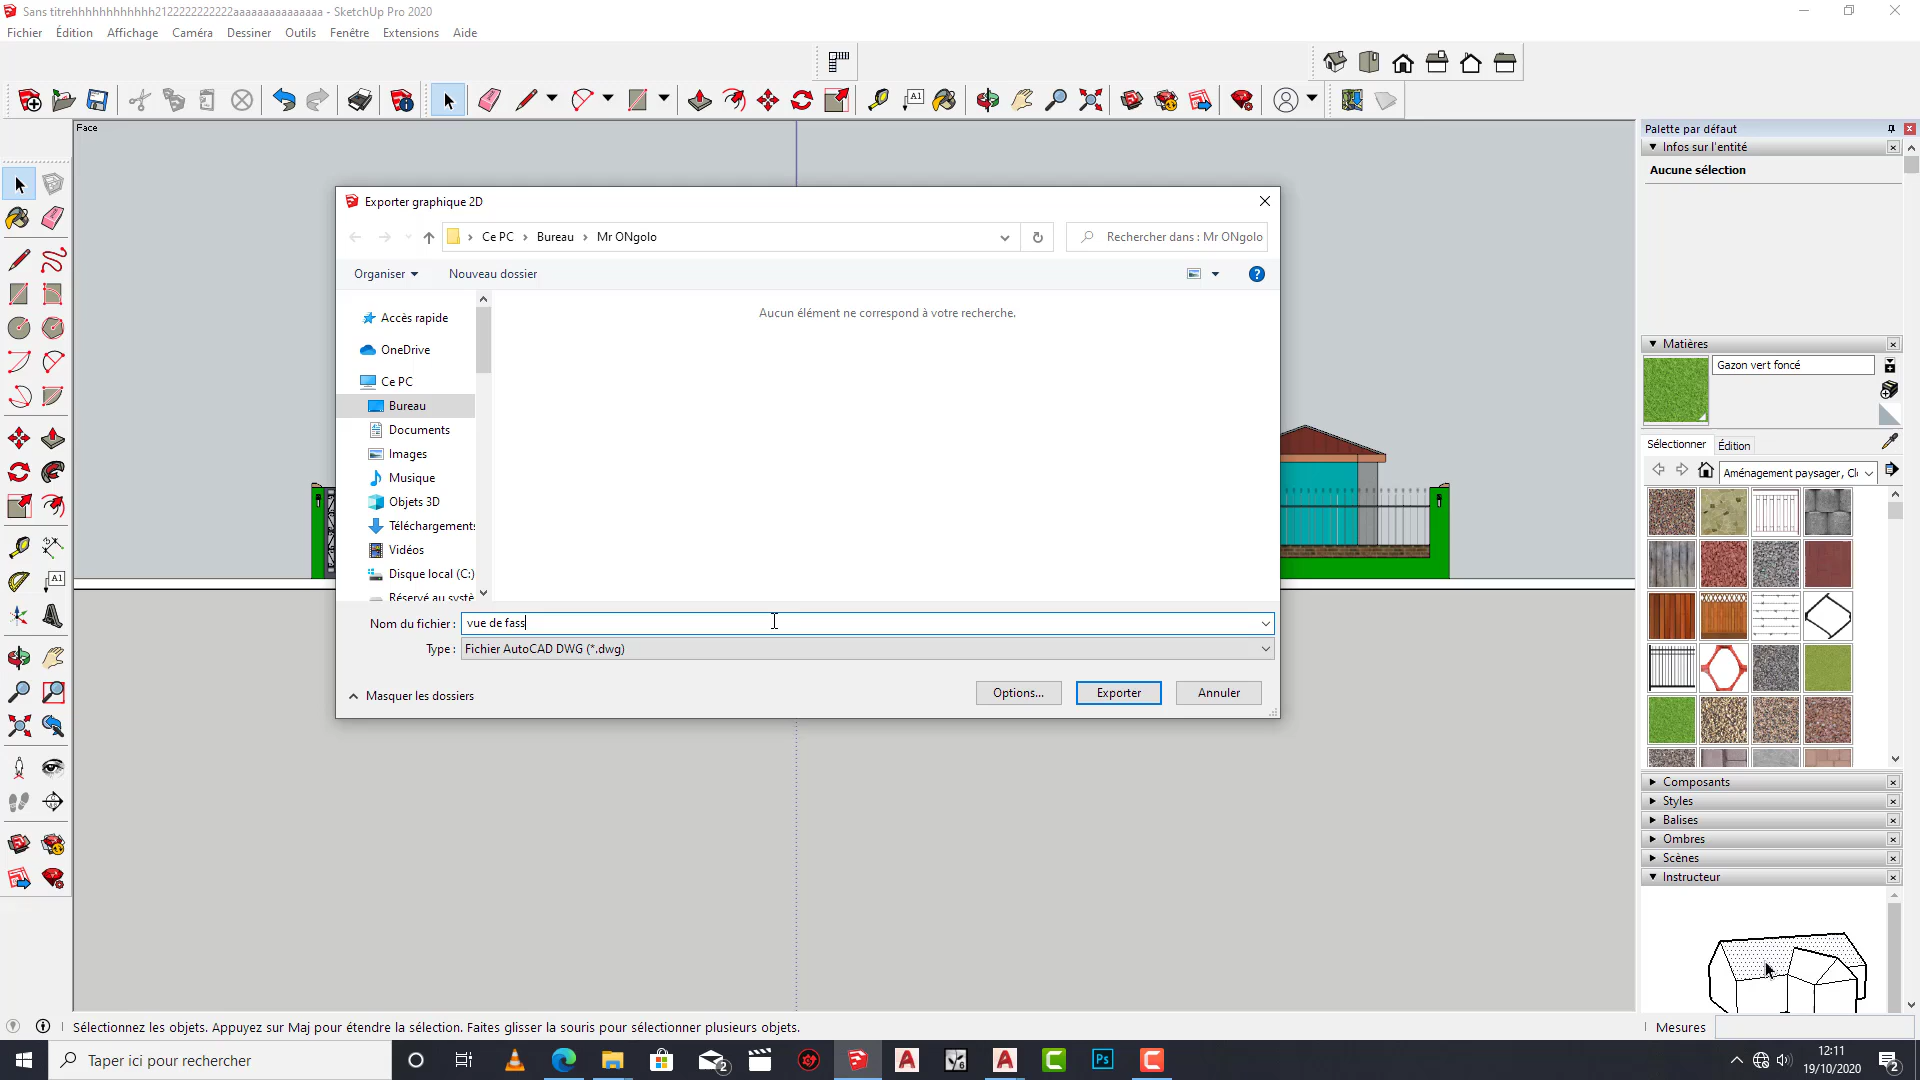 Sans titrehhhhhhhhhhhh2122222222222aaaaaaaaaaaaaaa - SketchUp Pro 2020
Fichier Édition Affichage Caméra Dessiner Outils Fenêtre Extensions Aide
Face
Palette par défaut
Infos sur l'entité
Aucune sélection
Exporter graphique 2D
Ce PC > Bureau > Mr ONgolo
Rechercher dans : Mr ONgolo
Organiser
Nouveau dossier
Aucun élément ne correspond à votre recherche.
Accès rapide
OneDrive
Ce PC
Bureau
Documents
Images
Musique
Objets 3D
Téléchargements
Vidéos
Disque local (C:)
Réservé au systè
Nom du fichier : vue de fass
Type : Fichier AutoCAD DWG (*.dwg)
Masquer les dossiers
Options...
Exporter
Annuler
Matières
Gazon vert foncé
Sélectionner
Édition
Aménagement paysager, Cl
Composants
Styles
Balises
Ombres
Scènes
Instructeur
Sélectionnez les objets. Appuyez sur Maj pour étendre la sélection. Faites glisser la souris pour sélectionner plusieurs objets.
Mesures
Taper ici pour rechercher
12:11
19/10/2020